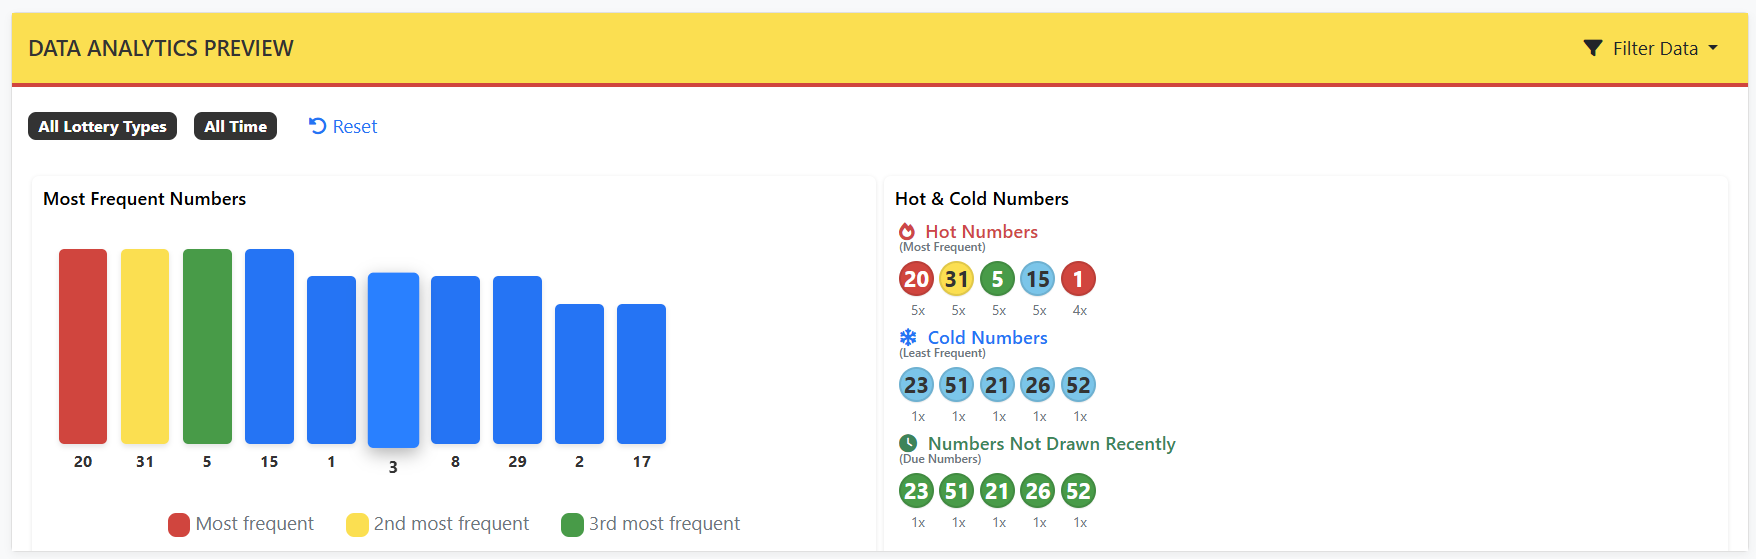 DATA ANALYTICS PREVIEW
Filter Data
All Lottery Types
All Time
Reset
Most Frequent Numbers
20 31 5 15 1 3 8 29 2 17
Most frequent
2nd most frequent
3rd most frequent
Hot & Cold Numbers
Hot Numbers
(Most Frequent)
20 31 5 15 1
5x 5x 5x 5x 4x
Cold Numbers
(Least Frequent)
23 51 21 26 52
1x 1x 1x 1x 1x
Numbers Not Drawn Recently
(Due Numbers)
23 51 21 26 52
1x 1x 1x 1x 1x